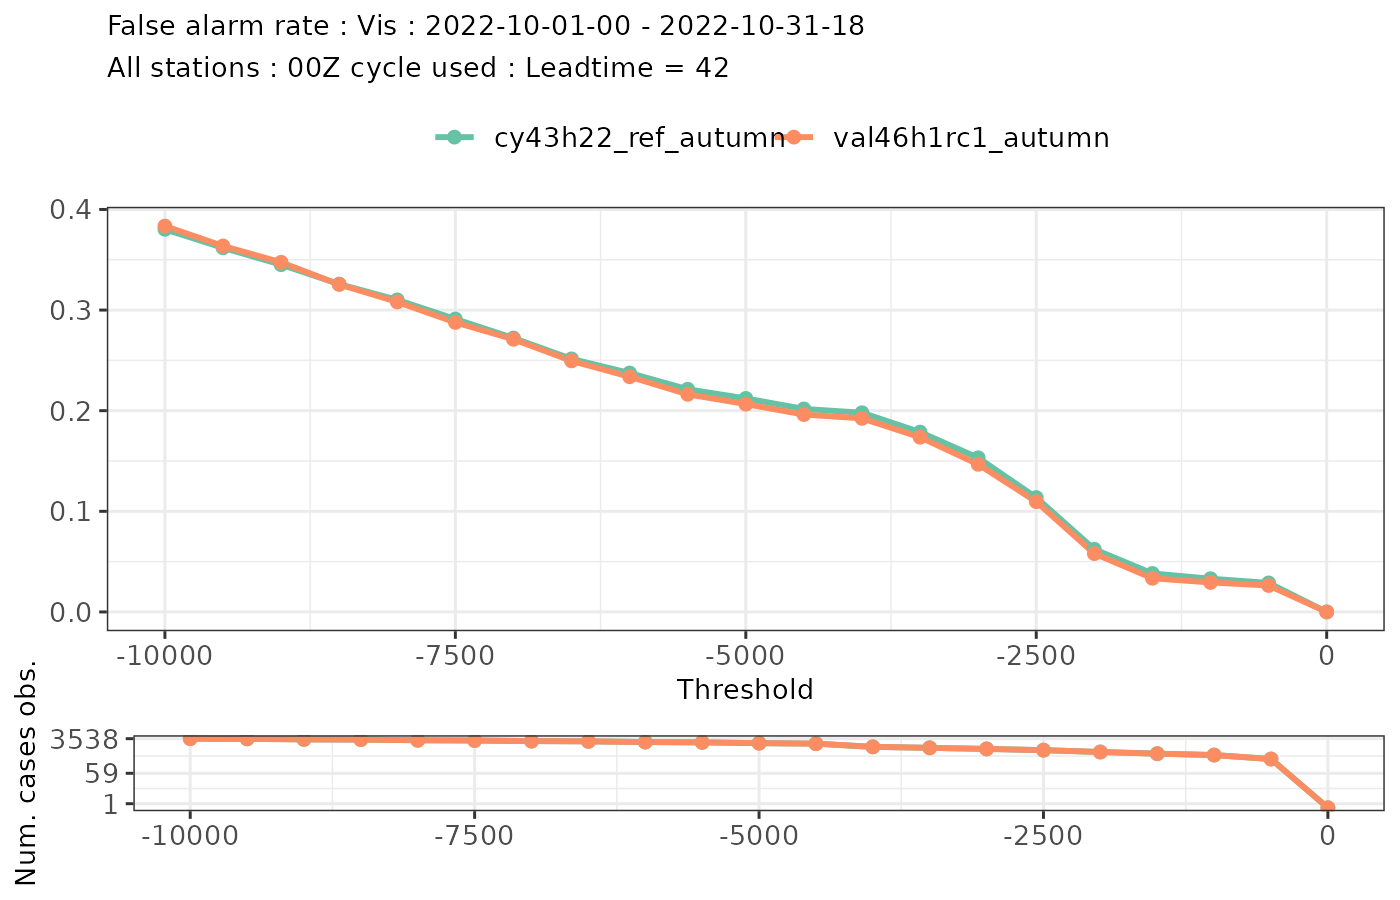 False alarm rate : Vis : 2022-10-01-00 - 2022-10-31-18
All stations : 00Z cycle used : Leadtime = 42
cy43h22_ref_autumn val46h1rc1_autumn
0.4
0.3
0.2
0.1
0.0
-10000 -7500 -5000 -2500 0
Threshold
Num. cases obs.
3538
59
1
-10000 -7500 -5000 -2500 0